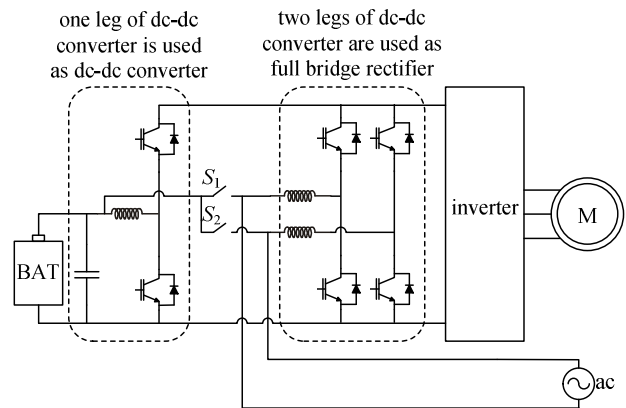 one leg of dc-dc
converter is used
as dc-dc converter
two legs of dc-dc
converter are used as
full bridge rectifier
S1
S2
BAT
inverter
M
ac